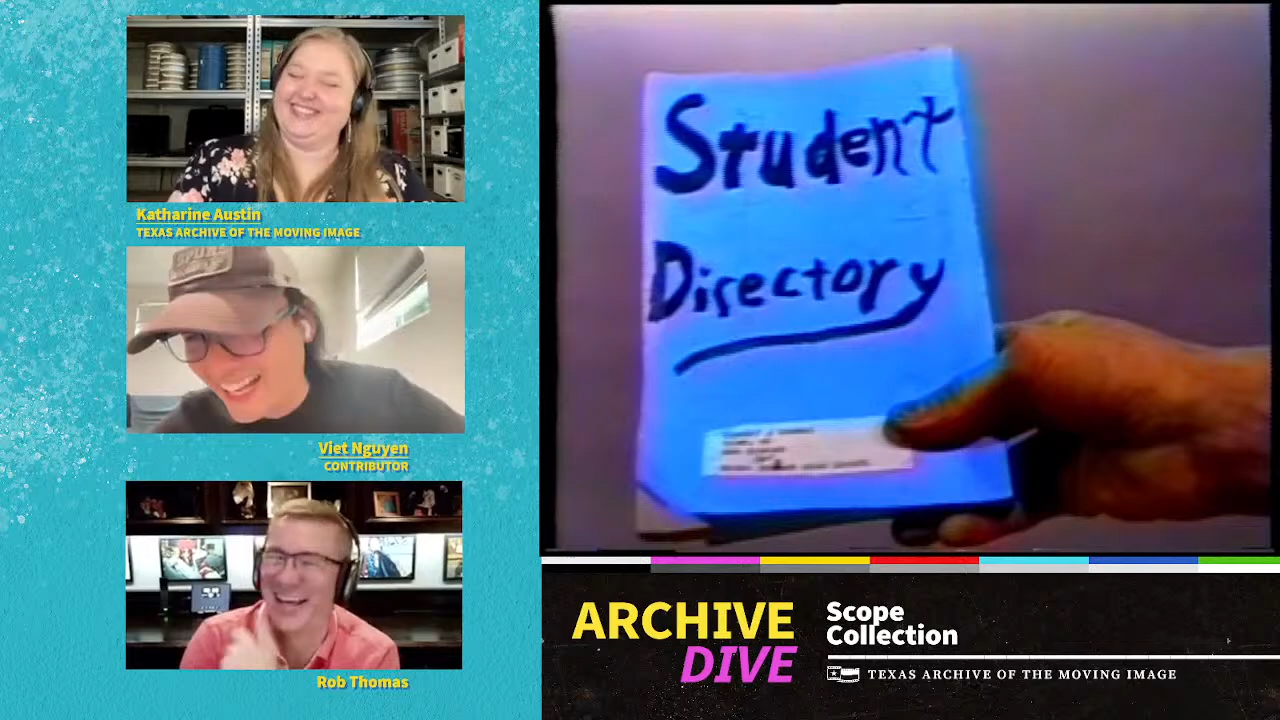 Katharine Austin
TEXAS ARCHIVE OF THE MOVING IMAGE
SPURS
Viet Nguyen
CONTRIBUTOR
Rob Thomas
Student
Directory
ARCHIVE
DIVE
Scope
Collection
TEXAS ARCHIVE OF THE MOVING IMAGE